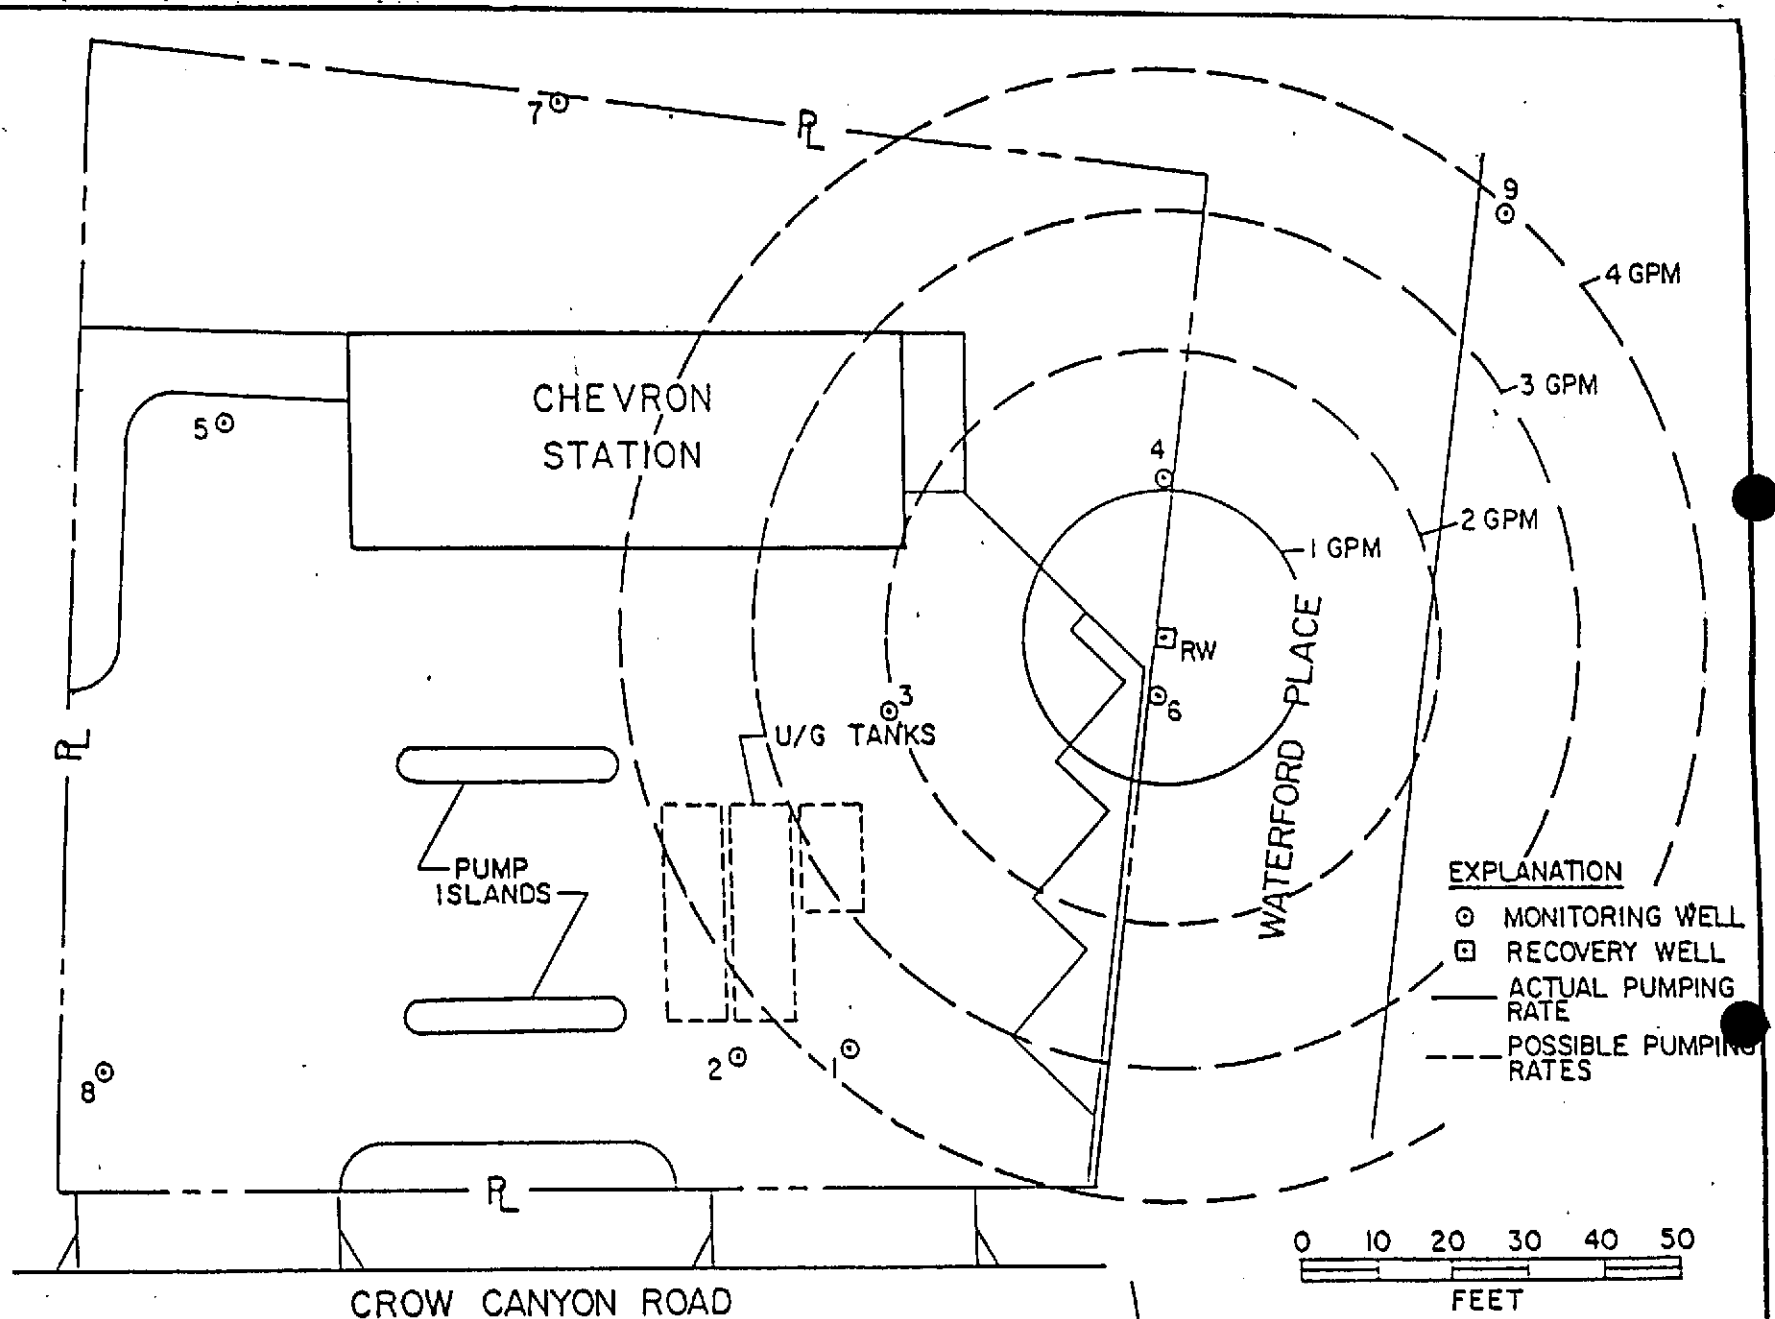 7
PL
9
4 GPM
CHEVRON
STATION
3 GPM
5
4
2 GPM
1 GPM
RW
3
6
WATERFORD PLACE
U/G TANKS
PL
PUMP
ISLANDS
EXPLANATION
MONITORING WELL
RECOVERY WELL
ACTUAL PUMPING
RATE
POSSIBLE PUMPING
RATES
2
1
8
PL
0 10 20 30 40 50
FEET
CROW CANYON ROAD